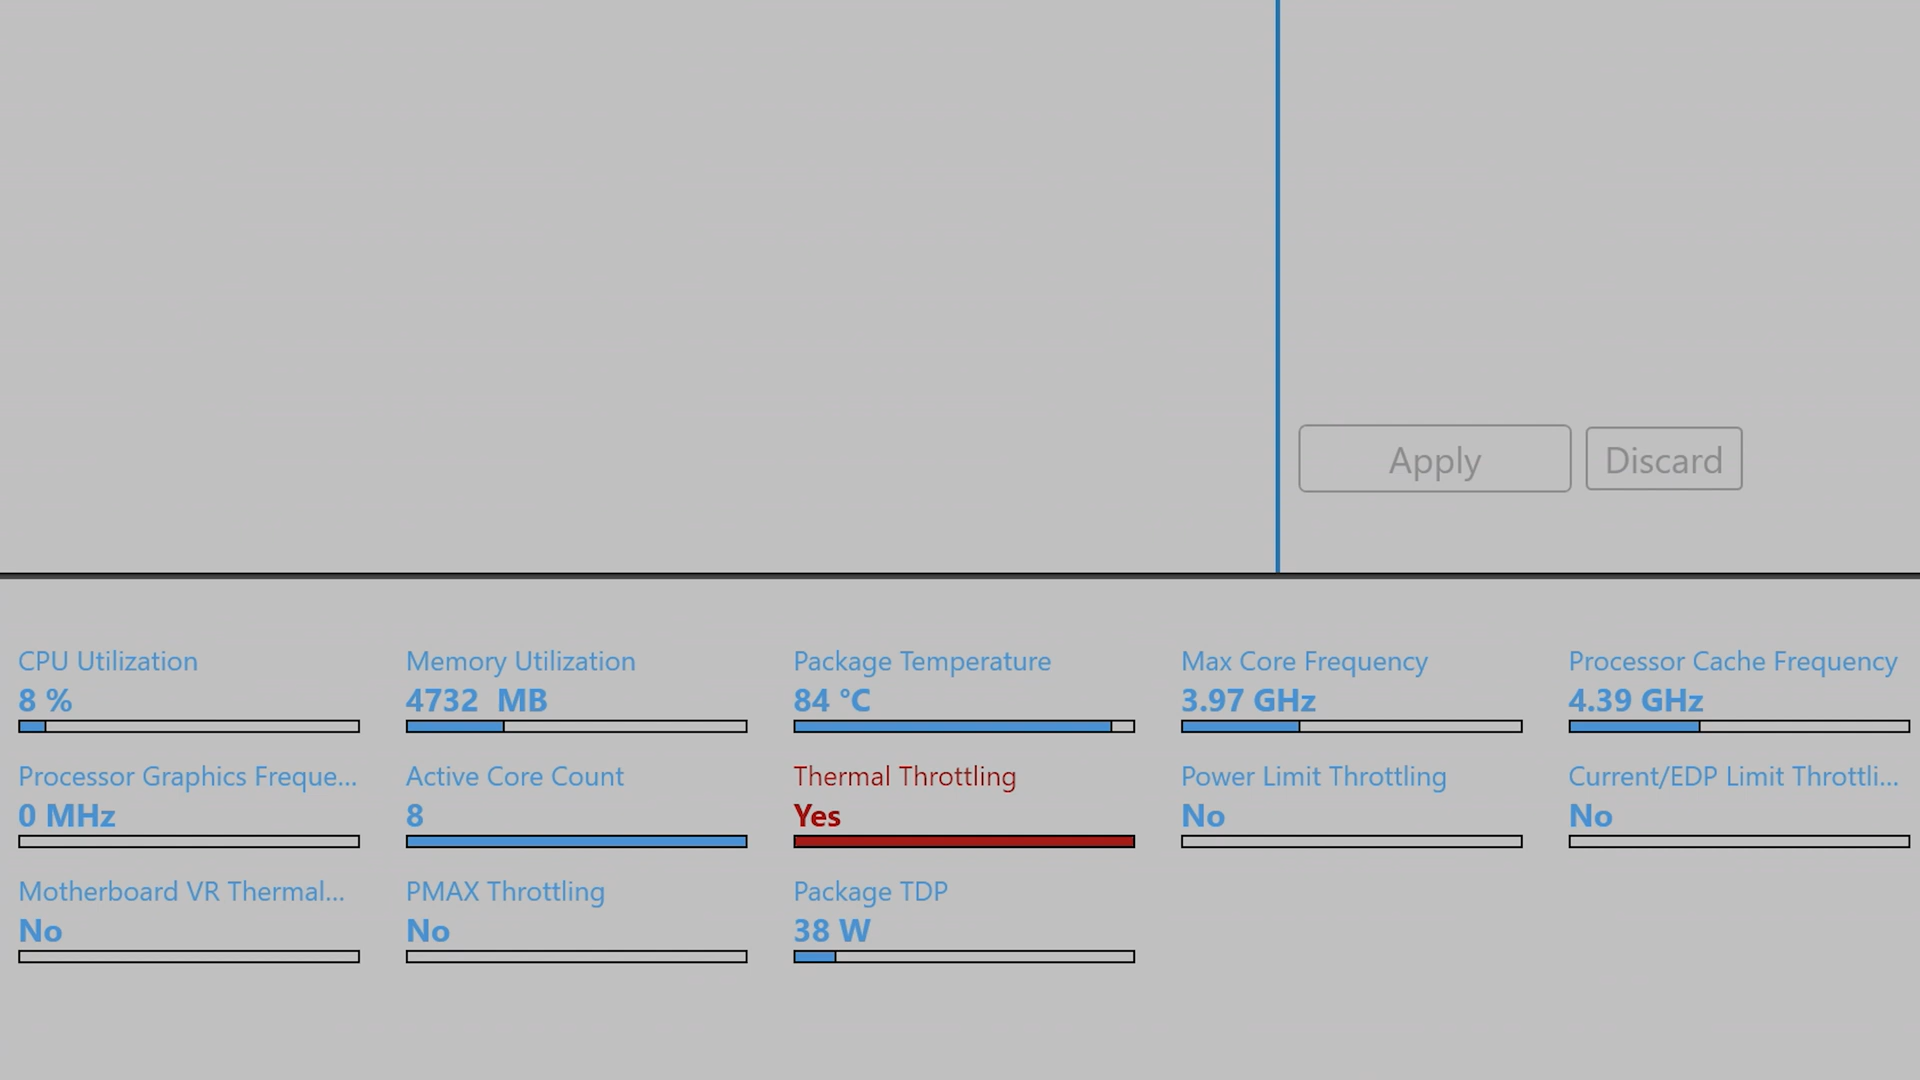 Apply
Discard
CPU Utilization
8 %
Memory Utilization
4732 MB
Package Temperature
84 °C
Max Core Frequency
3.97 GHz
Processor Cache Frequency
4.39 GHz
Processor Graphics Freque...
0 MHz
Active Core Count
8
Thermal Throttling
Yes
Power Limit Throttling
No
Current/EDP Limit Throttli...
No
Motherboard VR Thermal...
No
PMAX Throttling
No
Package TDP
38 W